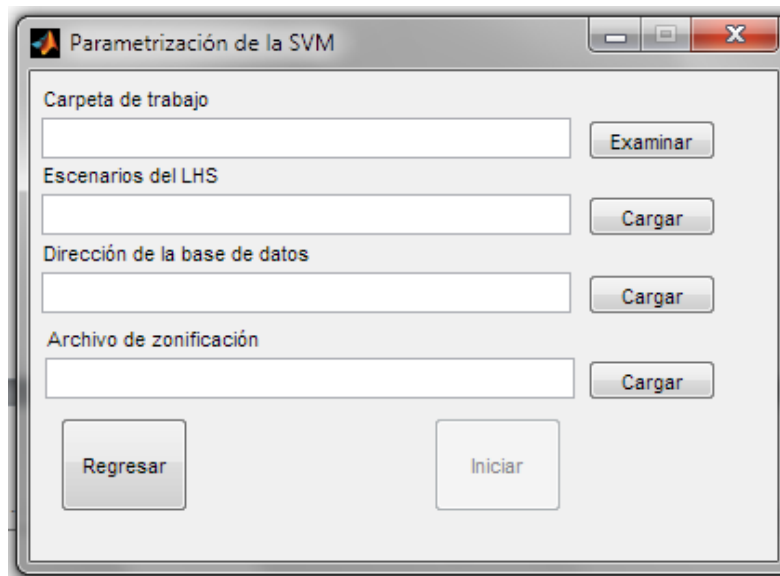 Parametrización de la SVM
Carpeta de trabajo
Examinar
Escenarios del LHS
Cargar
Dirección de la base de datos
Cargar
Archivo de zonificación
Cargar
Regresar
Iniciar